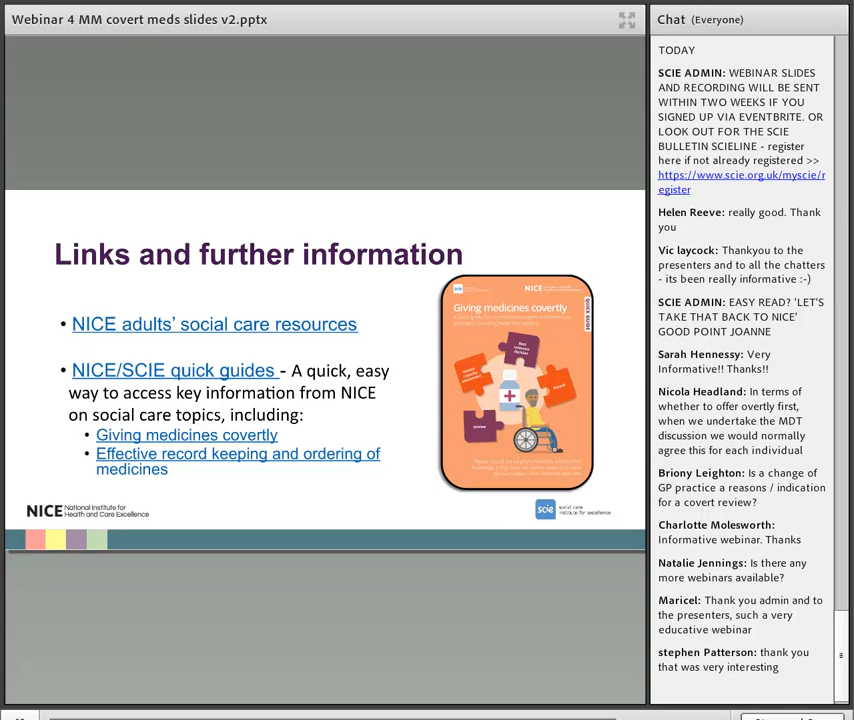 Webinar 4 MM covert meds slides v2.pptx
Links and further information
• NICE adults’ social care resources
• NICE/SCIE quick guides - A quick, easy
way to access key information from NICE
on social care topics, including:
• Giving medicines covertly
• Effective record keeping and ordering of
medicines
scie
NICE
Giving medicines covertly
QUICK GUIDE
NICE National Institute for
Health and Care Excellence
scie social care
institute for excellence
Chat (Everyone)
TODAY
SCIE ADMIN: WEBINAR SLIDES
AND RECORDING WILL BE SENT
WITHIN TWO WEEKS IF YOU
SIGNED UP VIA EVENTBRITE. OR
LOOK OUT FOR THE SCIE
BULLETIN SCIELINE - register
here if not already registered >>
https://www.scie.org.uk/myscie/r
egister
Helen Reeve: really good. Thank
you
Vic laycock: Thankyou to the
presenters and to all the chatters
- its been really informative :-)
SCIE ADMIN: EASY READ? 'LET'S
TAKE THAT BACK TO NICE'
GOOD POINT JOANNE
Sarah Hennessy: Very
Informative!! Thanks!!
Nicola Headland: In terms of
whether to offer overtly first,
when we undertake the MDT
discussion we would normally
agree this for each individual
Briony Leighton: Is a change of
GP practice a reasons / indication
for a covert review?
Charlotte Molesworth:
Informative webinar. Thanks
Natalie Jennings: Is there any
more webinars available?
Maricel: Thank you admin and to
the presenters, such a very
educative webinar
stephen Patterson: thank you
that was very interesting